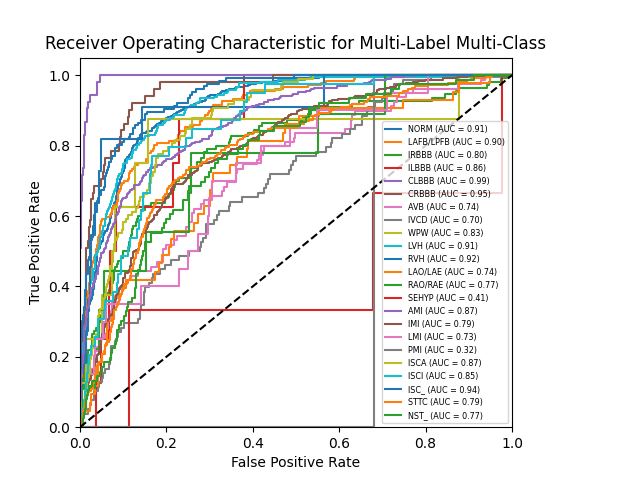 Receiver Operating Characteristic for Multi-Label Multi-Class
True Positive Rate
1.0
0.8
0.6
0.4
0.2
0.0
NORM (AUC = 0.91)
LAFB/LPFB (AUC = 0.90)
IRBBB (AUC = 0.80)
ILBBB (AUC = 0.86)
CLBBB (AUC = 0.99)
CRBBB (AUC = 0.95)
AVB (AUC = 0.74)
IVCD (AUC = 0.70)
WPW (AUC = 0.83)
LVH (AUC = 0.91)
RVH (AUC = 0.92)
LAO/LAE (AUC = 0.74)
RAO/RAE (AUC = 0.77)
SEHYP (AUC = 0.41)
AMI (AUC = 0.87)
IMI (AUC = 0.79)
LMI (AUC = 0.73)
PMI (AUC = 0.32)
ISCA (AUC = 0.87)
ISCI (AUC = 0.85)
ISC_ (AUC = 0.94)
STTC (AUC = 0.79)
NST_ (AUC = 0.77)
0.0 0.2 0.4 0.6 0.8 1.0
False Positive Rate